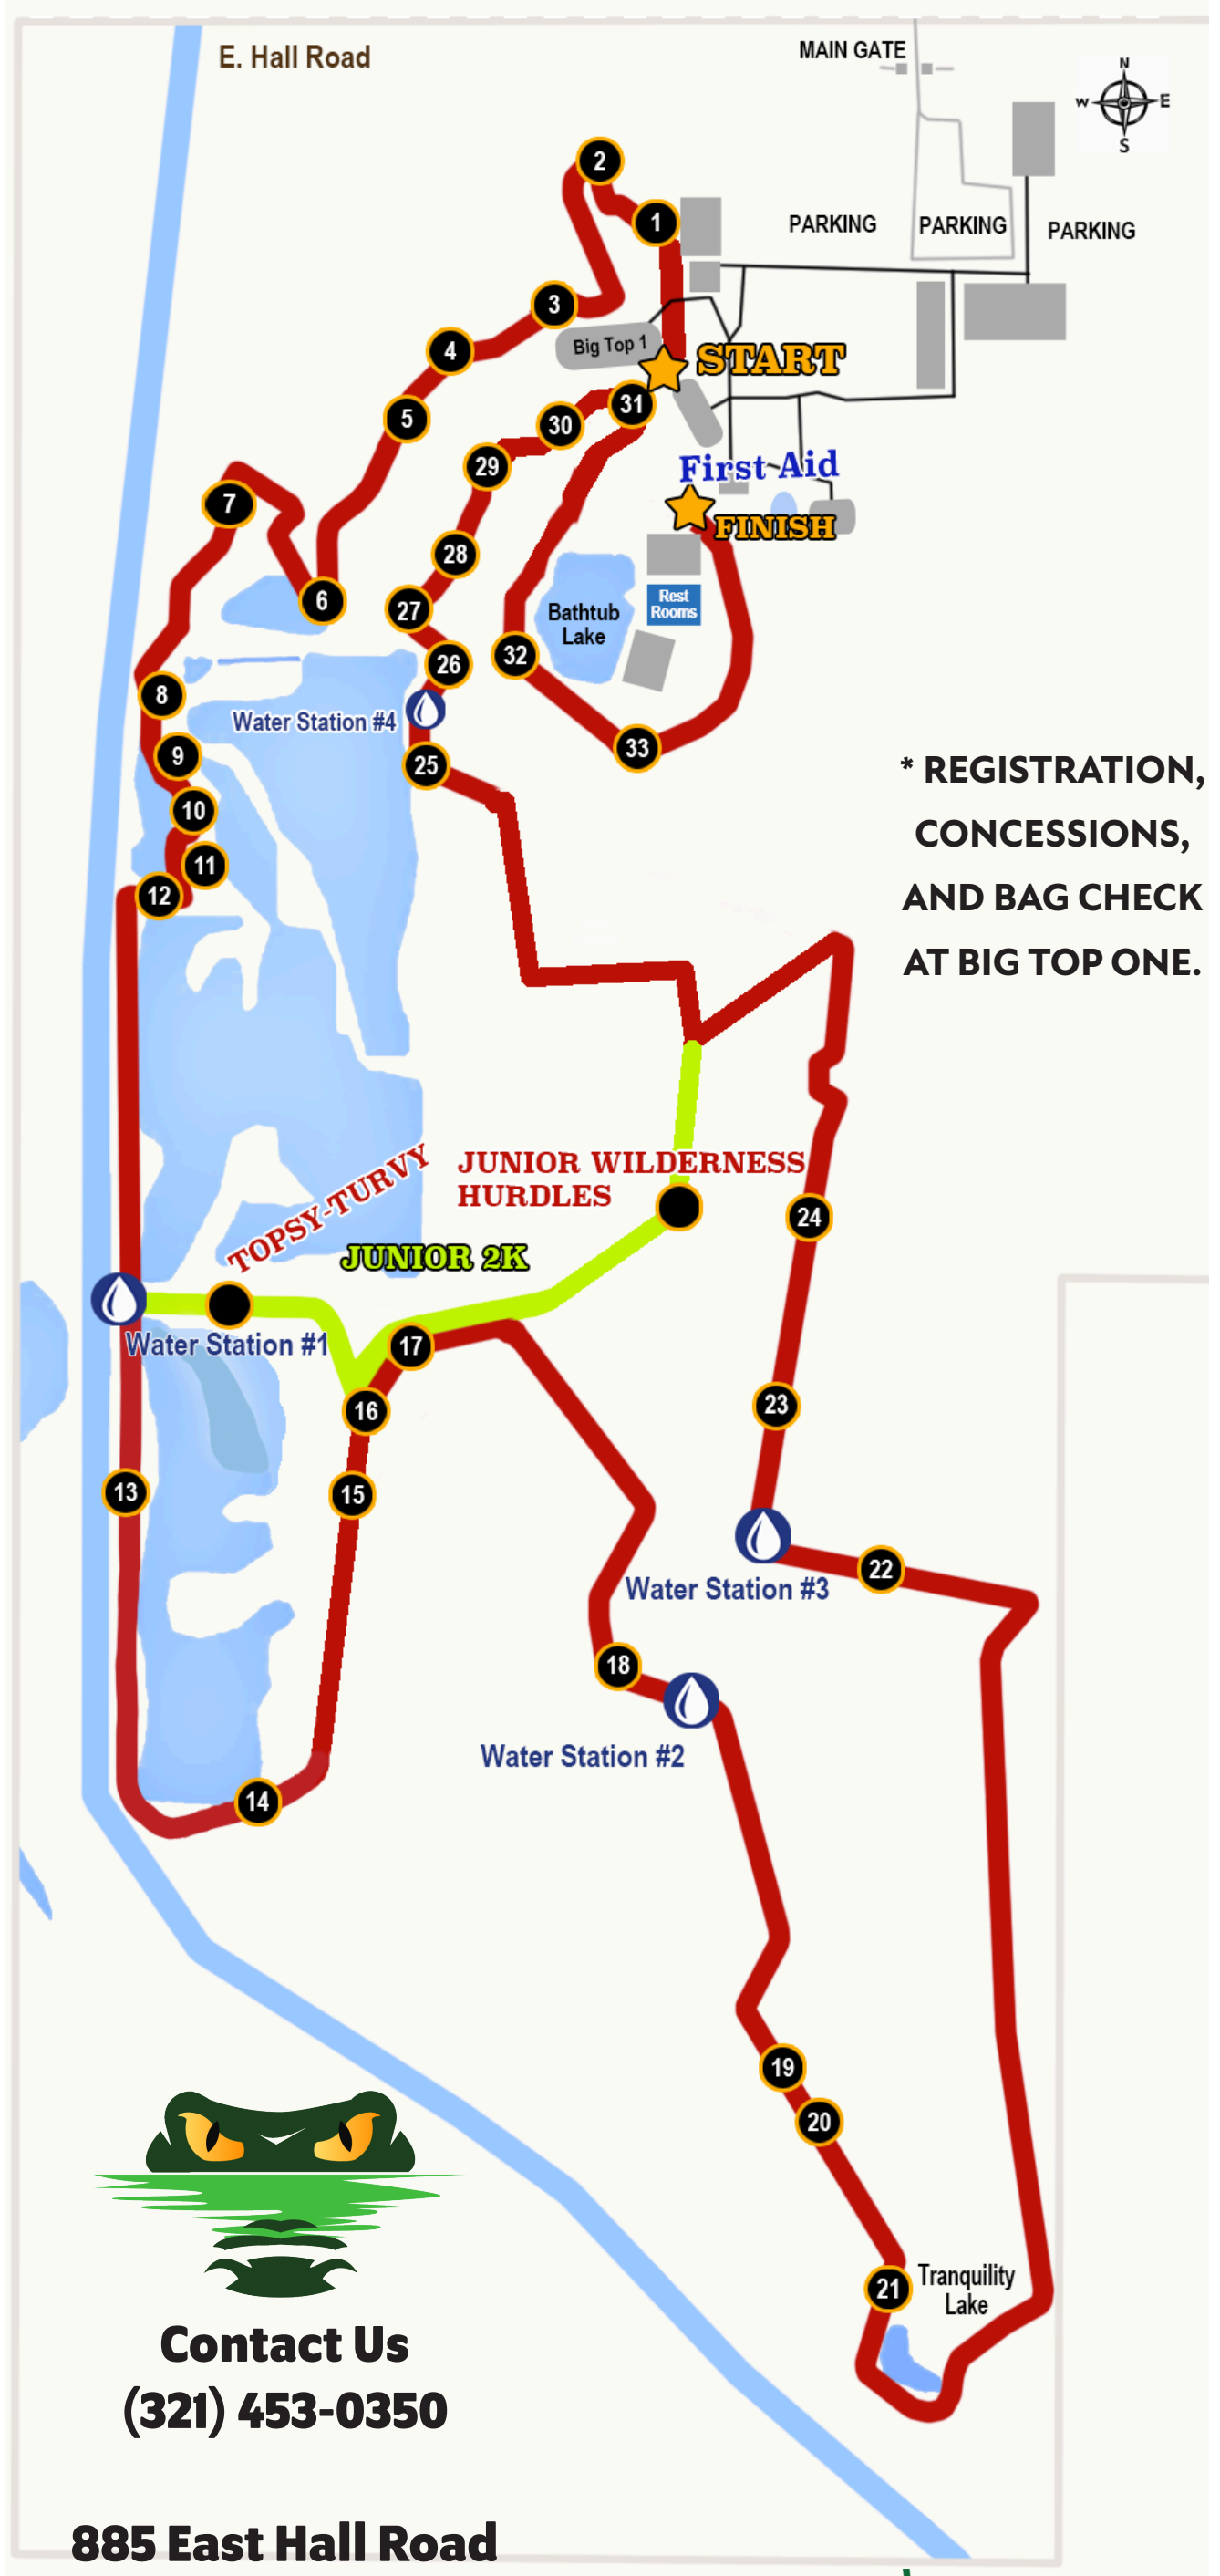 E. Hall Road
MAIN GATE
N
W
E
S
2
1
PARKING
PARKING
PARKING
3
4
Big Top 1
START
5
31
30
29
First Aid
7
FINISH
28
6
27
Rest
Rooms
Bathtub
Lake
32
26
8
Water Station #4
33
9
25
* REGISTRATION,
CONCESSIONS,
AND BAG CHECK
AT BIG TOP ONE.
10
11
12
TOPSY-TURVY
JUNIOR WILDERNESS
HURDLES
24
JUNIOR 2K
Water Station #1
17
16
23
13
15
22
Water Station #3
18
Water Station #2
14
19
20
21
Tranquility
Lake
Contact Us
(321) 453-0350
885 East Hall Road